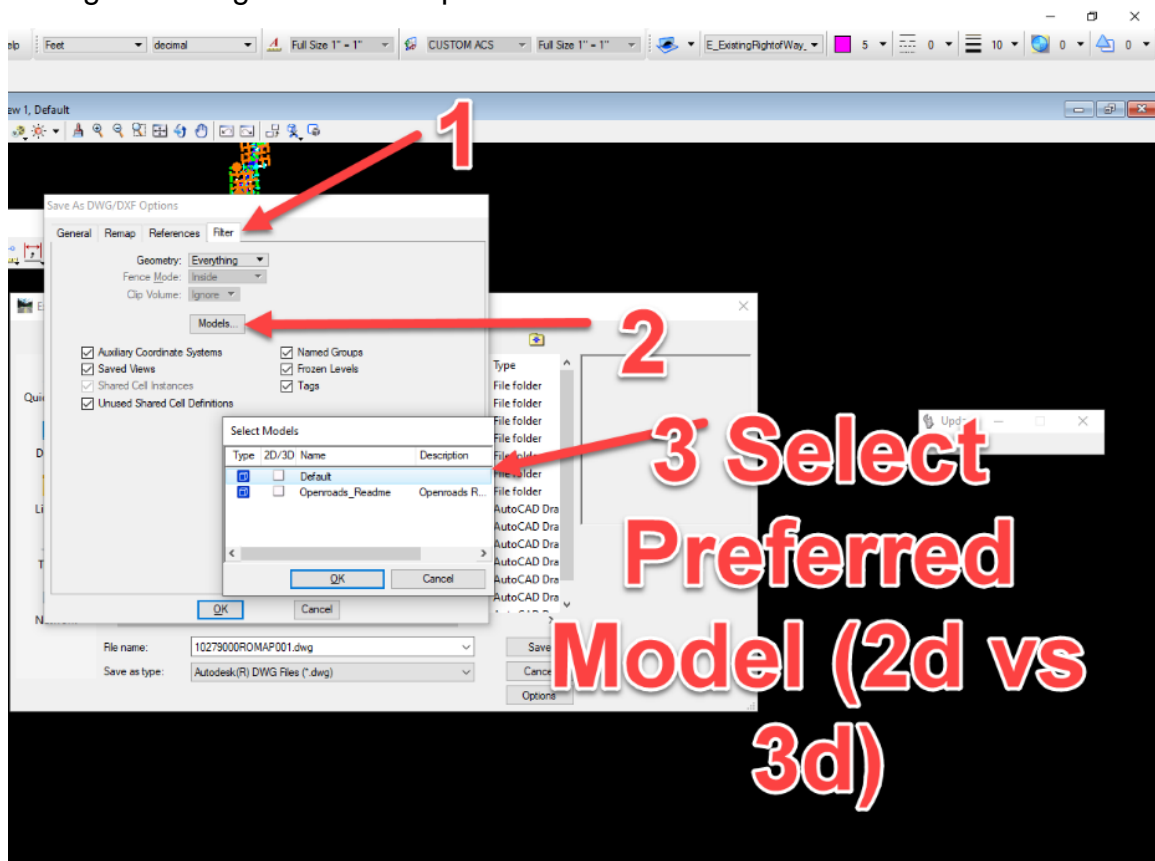 elp Feet decimal Full Size 1" = 1" CUSTOM ACS Full Size 1" = 1" E_ExistingRightofWay_ 5 0 10 0 0
ew 1, Default
1
Save As DWG/DXF Options
General Remap References Filter
Geometry: Everything
Fence Mode: Inside
Clip Volume: Ignore
Models...
2
Auxiliary Coordinate Systems Named Groups
Saved Views Frozen Levels
Shared Cell Instances Tags
Unused Shared Cell Definitions
Type
File folder
File folder
File folder
File folder
File folder
File folder
File folder
AutoCAD Dra
AutoCAD Dra
AutoCAD Dra
AutoCAD Dra
AutoCAD Dra
AutoCAD Dra
Select Models
Type 2D/3D Name Description
Default
Openroads_Readme Openroads R...
OK Cancel
OK Cancel
File name: 10279000ROMAP001.dwg Save
Save as type: Autodesk(R) DWG Files (*.dwg) Cance
Options
3 Select
Preferred
Model (2d vs
3d)